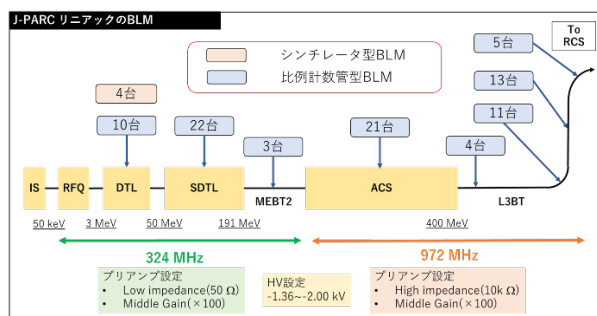 J-PARC リニアックのBLM
To
RCS
シンチレータ型BLM
比例計数管型BLM
5台
13台
11台
4台
10台
22台
3台
21台
4台
IS
RFQ
DTL
SDTL
MEBT2
ACS
L3BT
50 keV
3 MeV
50 MeV
191 MeV
400 MeV
324 MHz
972 MHz
プリアンプ設定
• Low impedance(50 Ω)
• Middle Gain(×100)
HV設定
-1.36~-2.00 kV
プリアンプ設定
• High impedance(10k Ω)
• Middle Gain(×100)